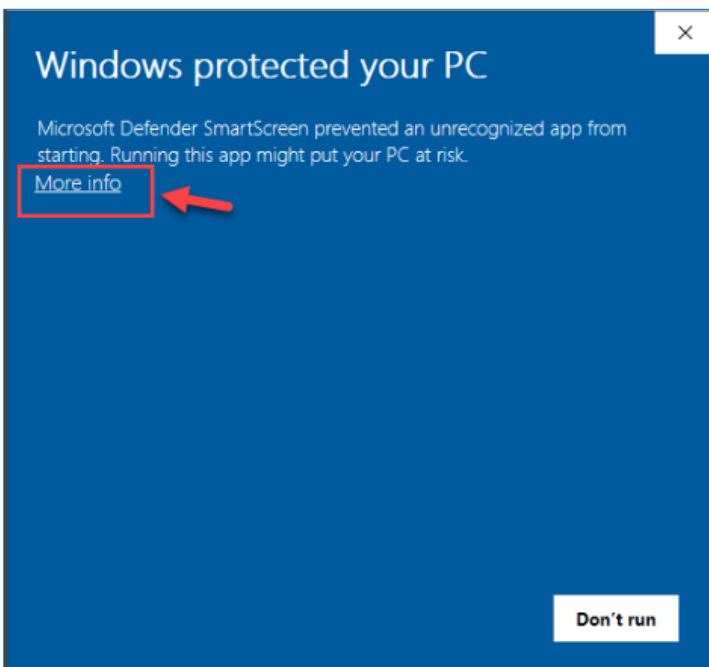 Windows protected your PC
Microsoft Defender SmartScreen prevented an unrecognized app from
starting. Running this app might put your PC at risk.
More info
Don't run